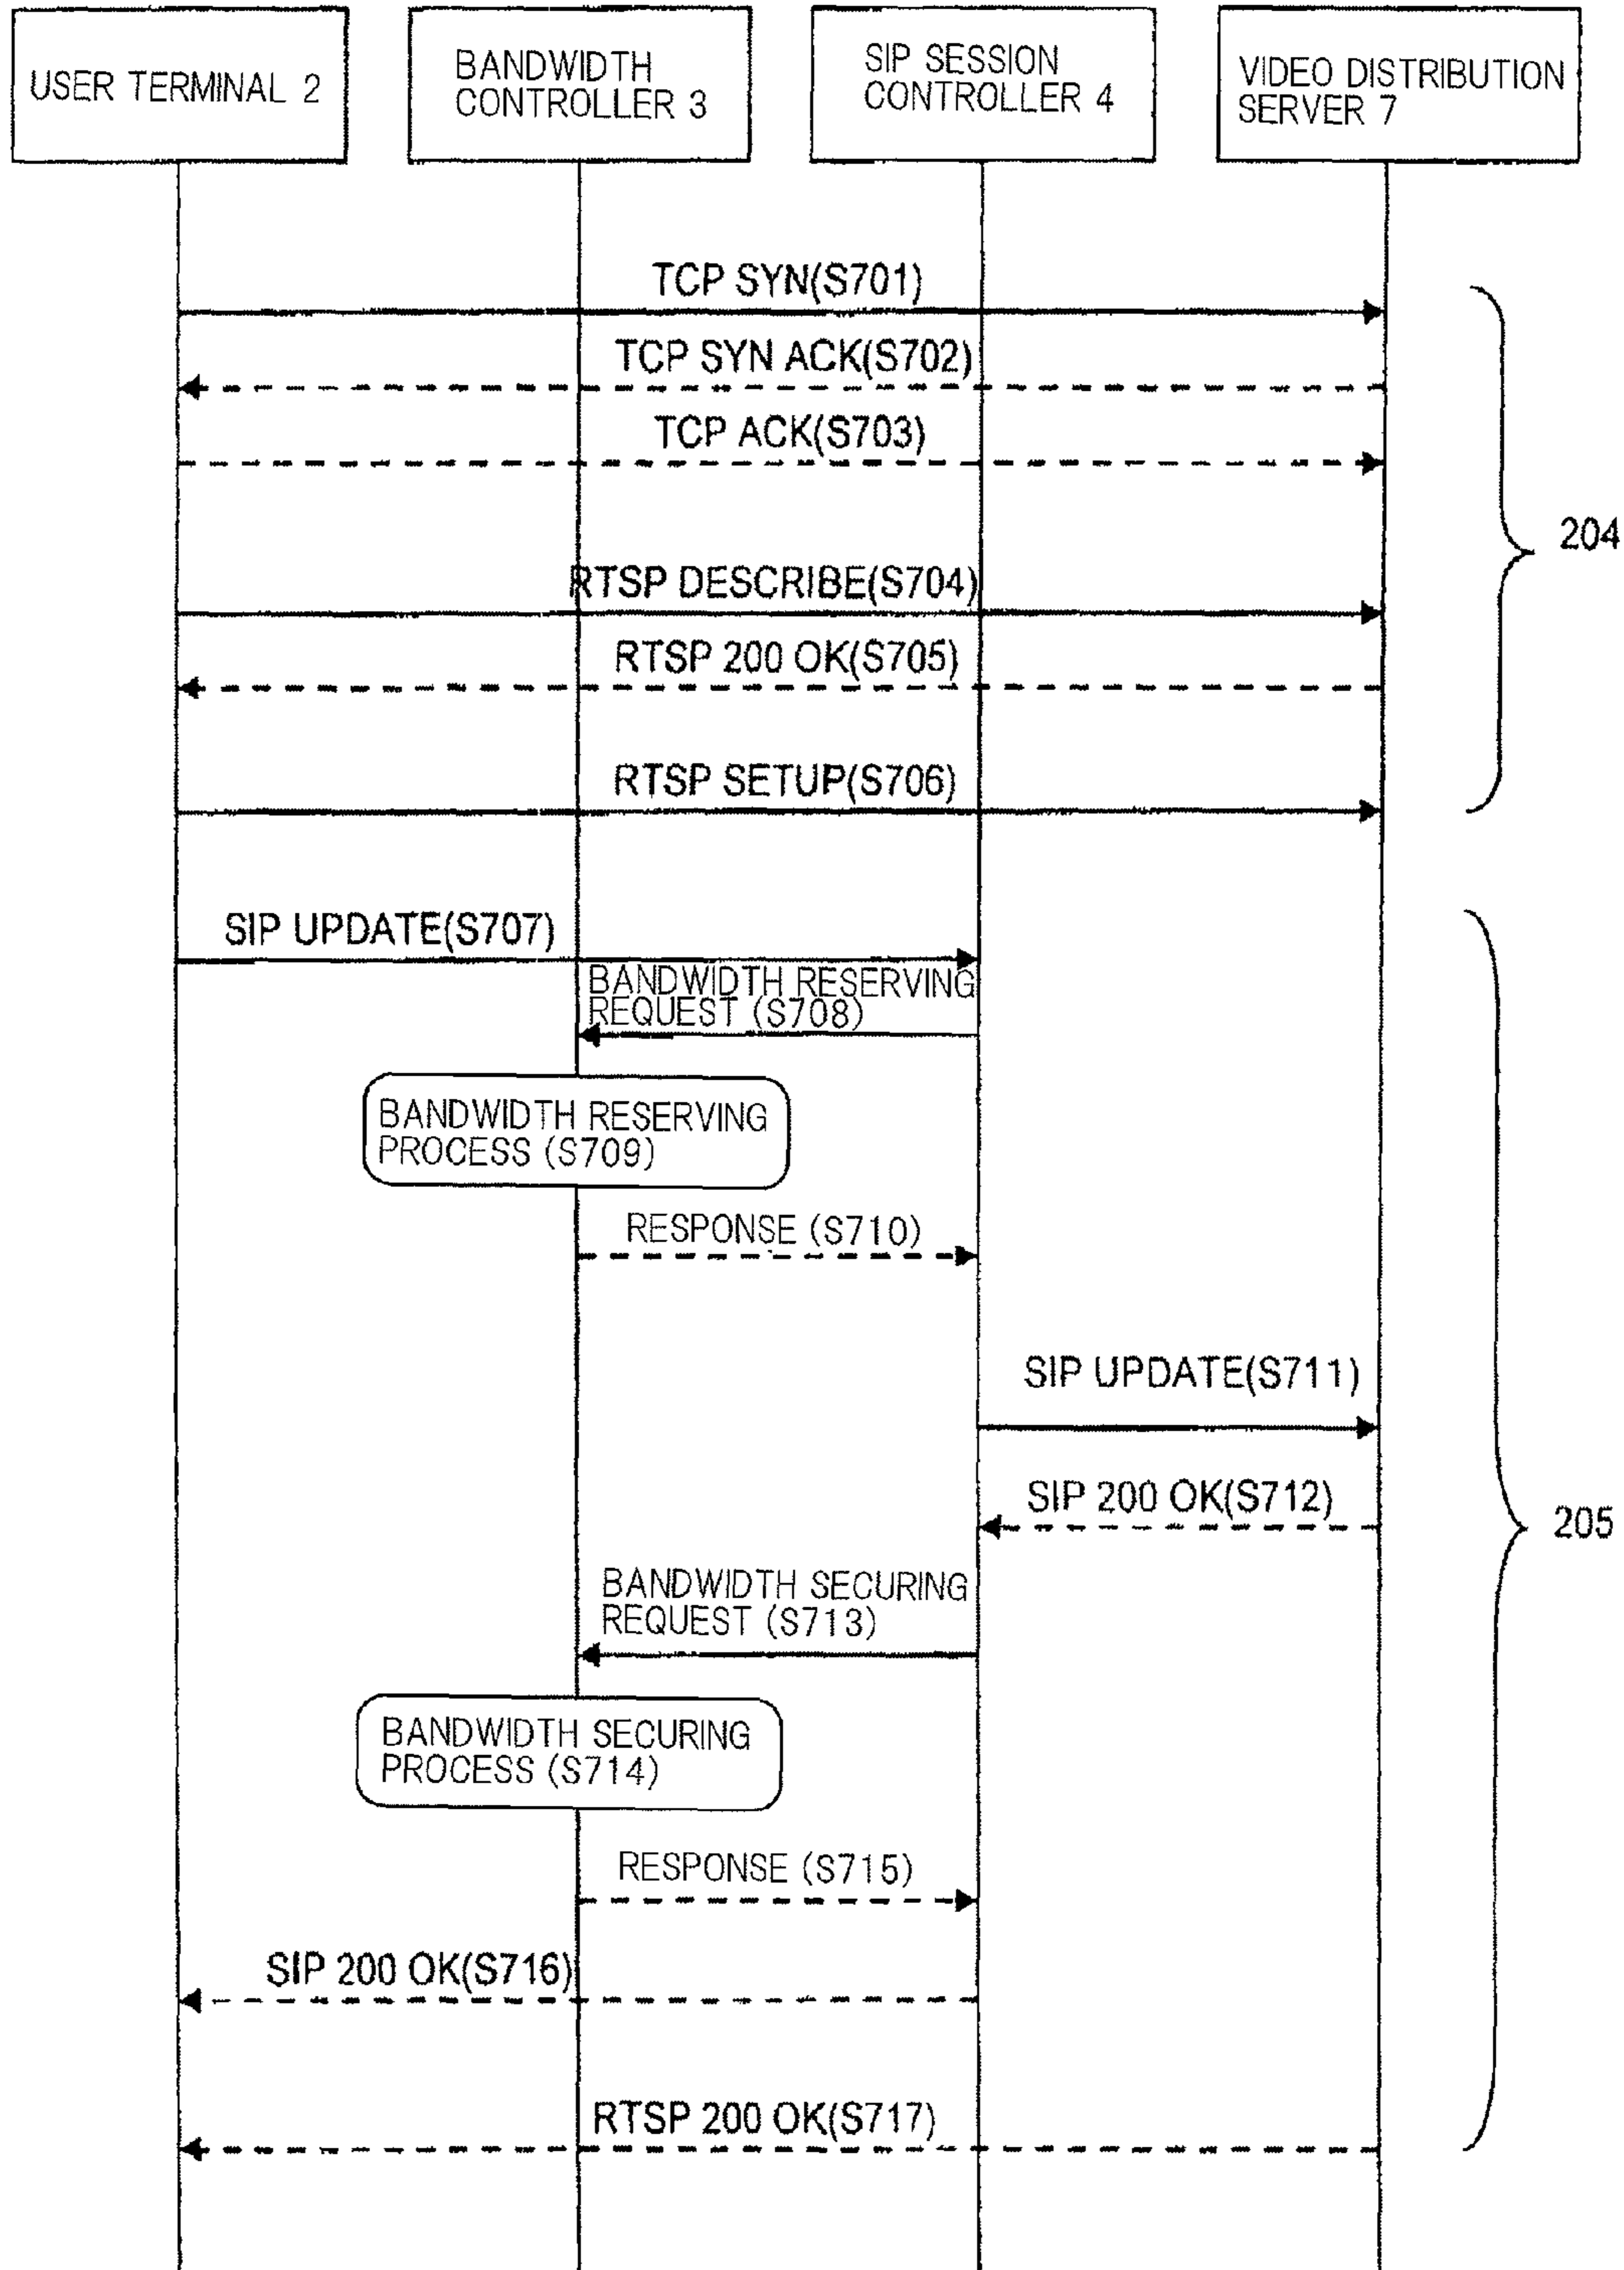 USER TERMINAL 2
BANDWIDTH
CONTROLLER 3
SIP SESSION
CONTROLLER 4
VIDEO DISTRIBUTION
SERVER 7
TCP SYN(S701)
TCP SYN ACK(S702)
TCP ACK(S703)
204
RTSP DESCRIBE(S704)
RTSP 200 OK(S705)
RTSP SETUP(S706)
SIP UPDATE(S707)
BANDWIDTH RESERVING
REQUEST (S708)
BANDWIDTH RESERVING
PROCESS (S709)
RESPONSE (S710)
SIP UPDATE(S711)
SIP 200 OK(S712)
205
BANDWIDTH SECURING
REQUEST (S713)
BANDWIDTH SECURING
PROCESS (S714)
RESPONSE (S715)
SIP 200 OK(S716)
RTSP 200 OK(S717)